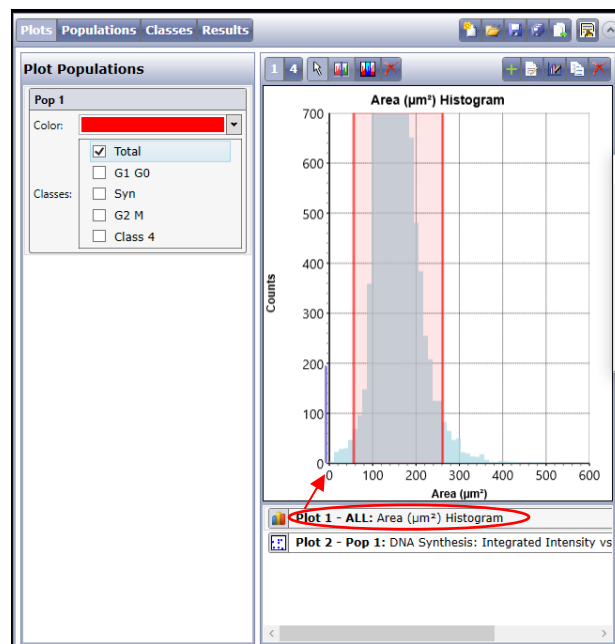 Plots Populations Classes Results
Plot Populations
Pop 1
Color:
Classes:
Total
G1 G0
Syn
G2 M
Class 4
1 4
Area (µm²) Histogram
Counts
700
600
500
400
300
200
100
0
0 100 200 300 400 500 600
Area (µm²)
Plot 1 - ALL: Area (µm²) Histogram
Plot 2 - Pop 1: DNA Synthesis: Integrated Intensity vs